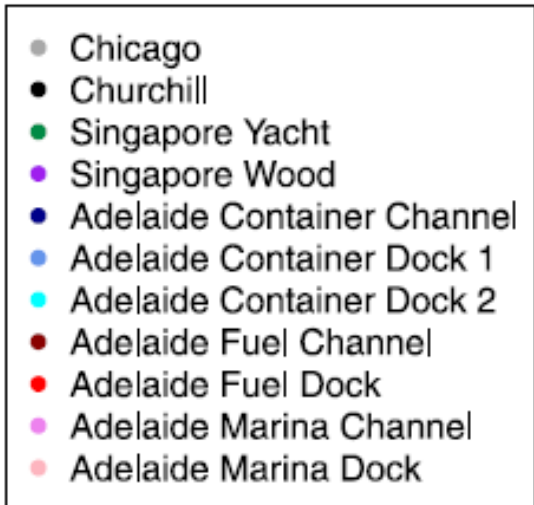 Chicago
Churchill
Singapore Yacht
Singapore Wood
Adelaide Container Channel
Adelaide Container Dock 1
Adelaide Container Dock 2
Adelaide Fuel Channel
Adelaide Fuel Dock
Adelaide Marina Channel
Adelaide Marina Dock